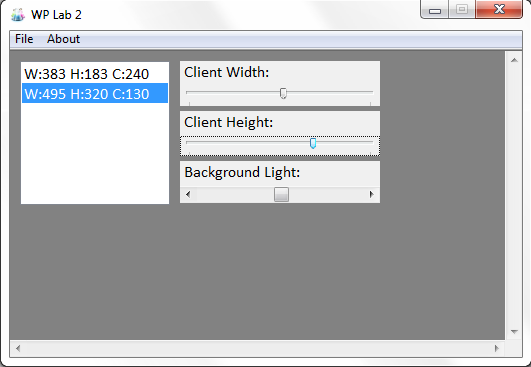 WP Lab 2
File About
W:383 H:183 C:240
W:495 H:320 C:130
Client Width:
Client Height:
Background Light: